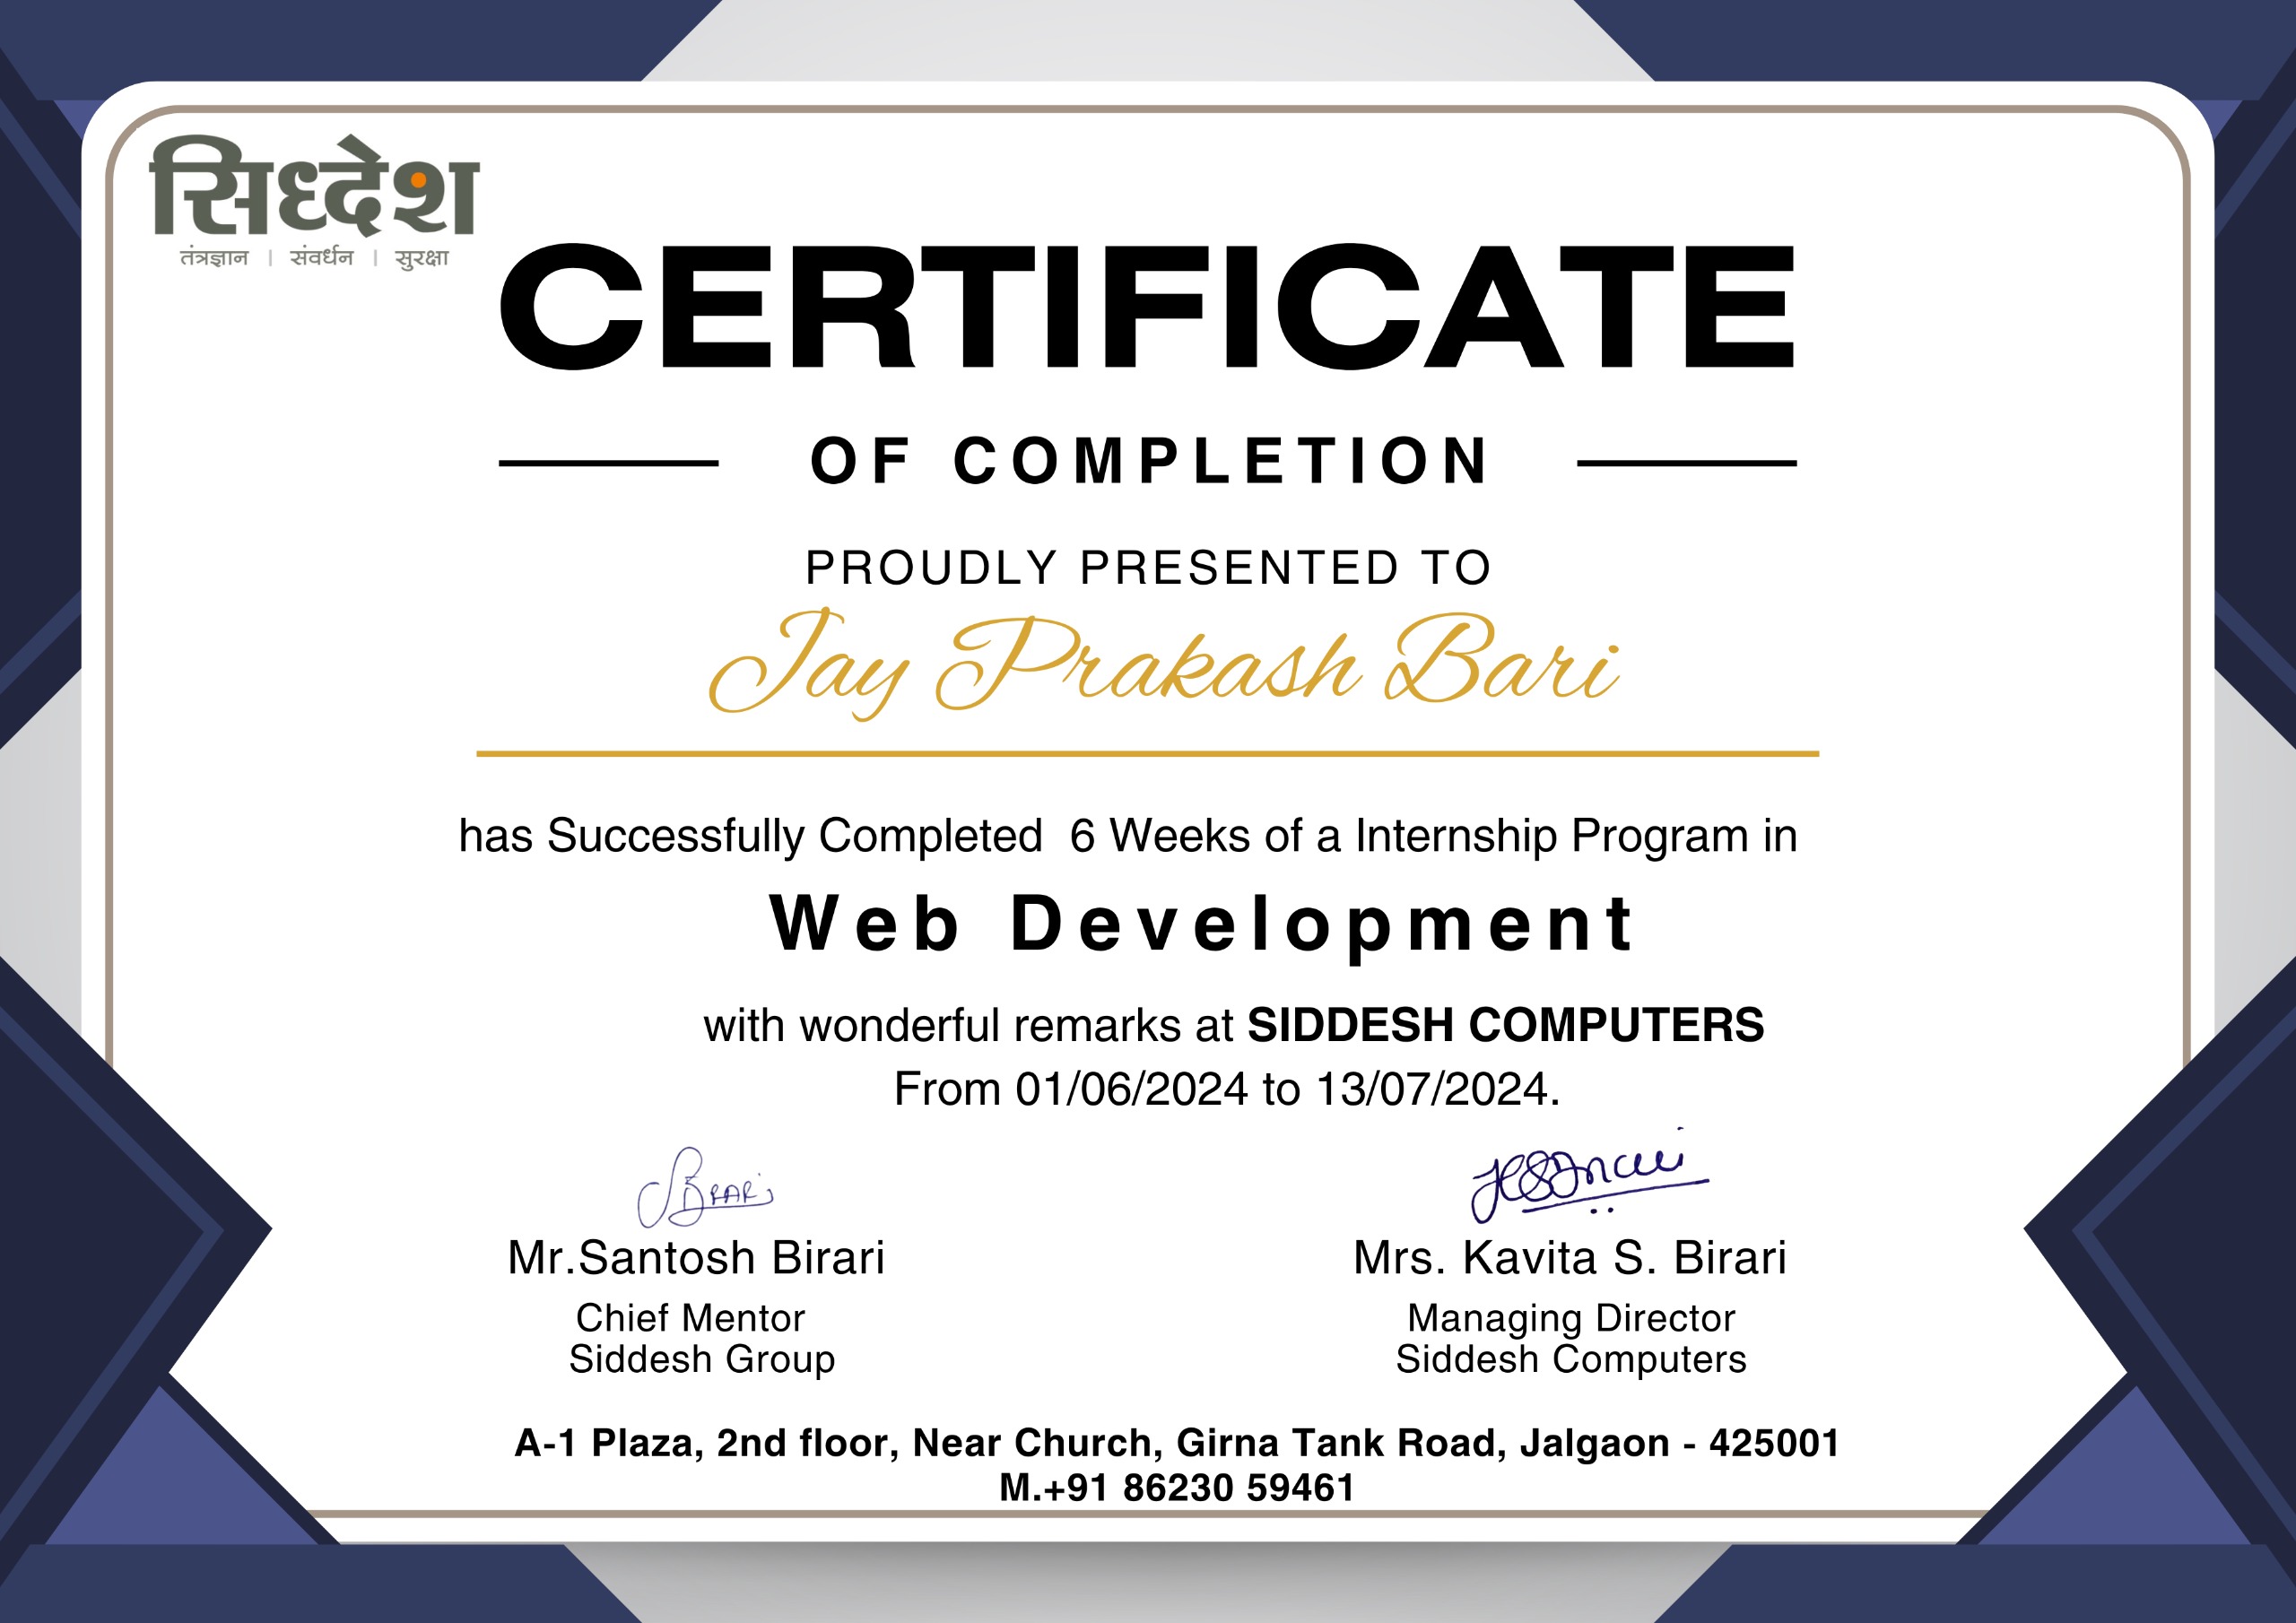 सिध्देश
तंत्रज्ञान | संवर्धन | सुरक्षा
CERTIFICATE
OF COMPLETION
PROUDLY PRESENTED TO
Jay Prakash Bari
has Successfully Completed 6 Weeks of a Internship Program in
Web Development
with wonderful remarks at SIDDESH COMPUTERS
From 01/06/2024 to 13/07/2024.
Mr.Santosh Birari
Chief Mentor
Siddesh Group
Mrs. Kavita S. Birari
Managing Director
Siddesh Computers
A-1 Plaza, 2nd floor, Near Church, Girna Tank Road, Jalgaon - 425001
M.+91 86230 59461